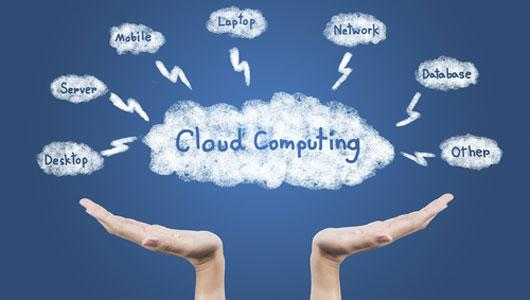 Laptop
Mobile
Network
Server
Database
Cloud Computing
Desktop
Other